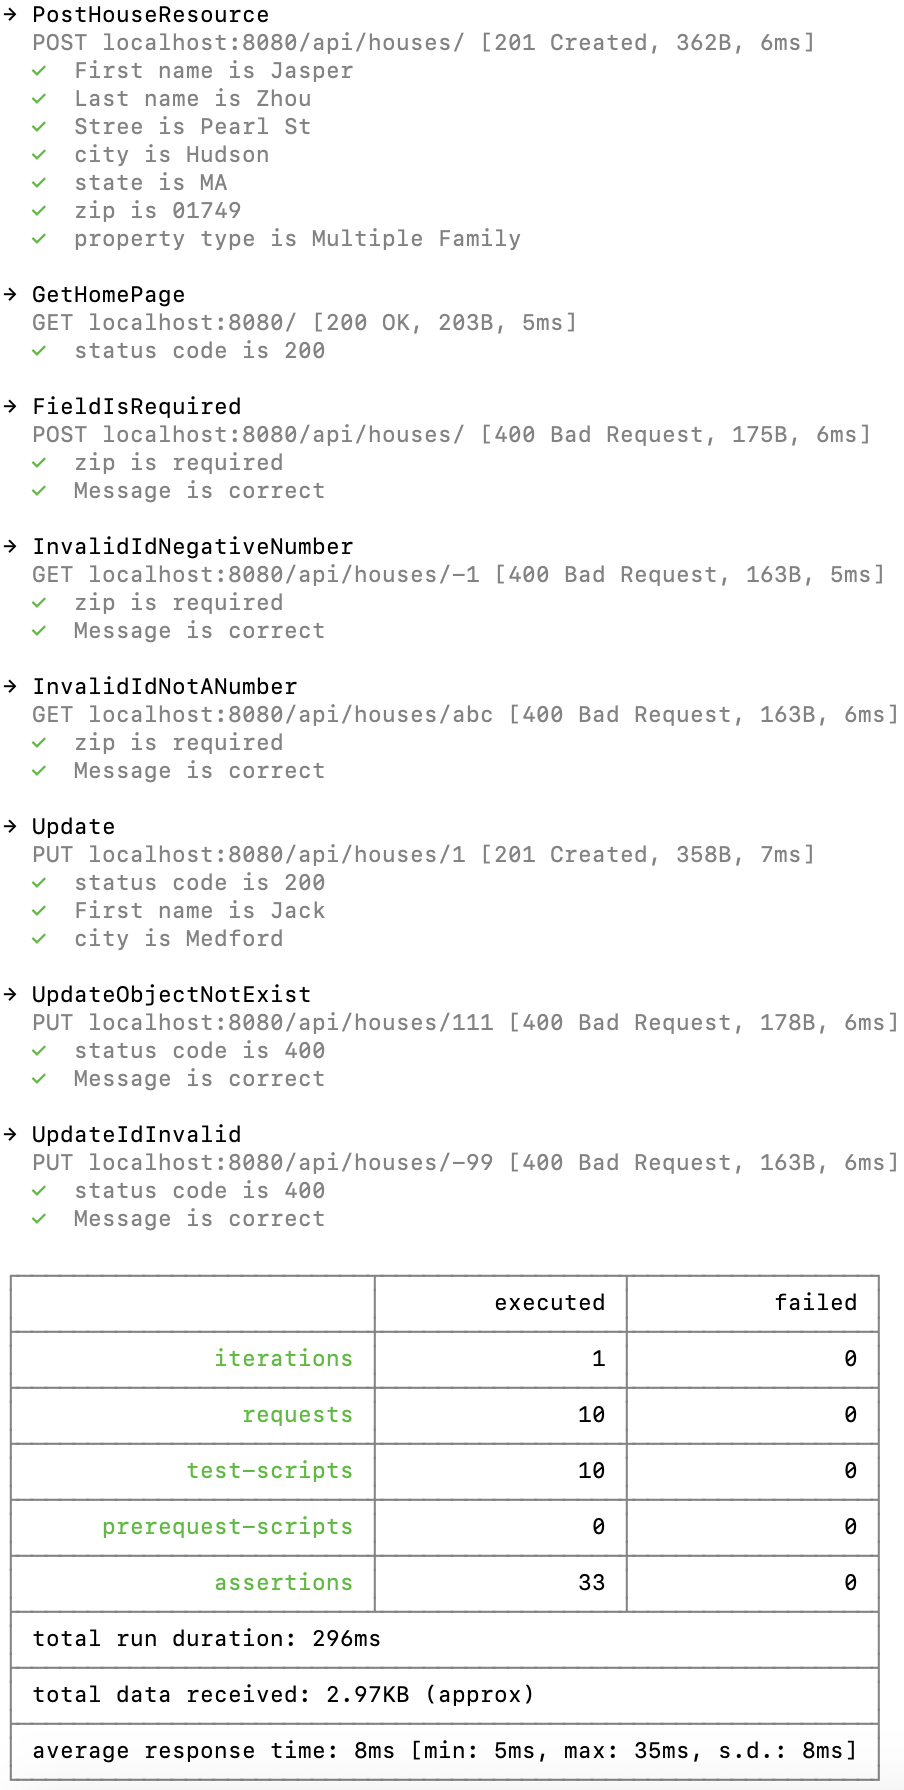 → PostHouseResource
POST localhost:8080/api/houses/ [201 Created, 362B, 6ms]
✓ First name is Jasper
✓ Last name is Zhou
✓ Stree is Pearl St
✓ city is Hudson
✓ state is MA
✓ zip is 01749
✓ property type is Multiple Family
→ GetHomePage
GET localhost:8080/ [200 OK, 203B, 5ms]
✓ status code is 200
→ FieldIsRequired
POST localhost:8080/api/houses/ [400 Bad Request, 175B, 6ms]
✓ zip is required
✓ Message is correct
→ InvalidIdNegativeNumber
GET localhost:8080/api/houses/-1 [400 Bad Request, 163B, 5ms]
✓ zip is required
✓ Message is correct
→ InvalidIdNotANumber
GET localhost:8080/api/houses/abc [400 Bad Request, 163B, 6ms]
✓ zip is required
✓ Message is correct
→ Update
PUT localhost:8080/api/houses/1 [201 Created, 358B, 7ms]
✓ status code is 200
✓ First name is Jack
✓ city is Medford
→ UpdateObjectNotExist
PUT localhost:8080/api/houses/111 [400 Bad Request, 178B, 6ms]
✓ status code is 400
✓ Message is correct
→ UpdateIdInvalid
PUT localhost:8080/api/houses/-99 [400 Bad Request, 163B, 6ms]
✓ status code is 400
✓ Message is correct
executed failed
iterations 1 0
requests 10 0
test-scripts 10 0
prerequest-scripts 0 0
assertions 33 0
total run duration: 296ms
total data received: 2.97KB (approx)
average response time: 8ms [min: 5ms, max: 35ms, s.d.: 8ms]